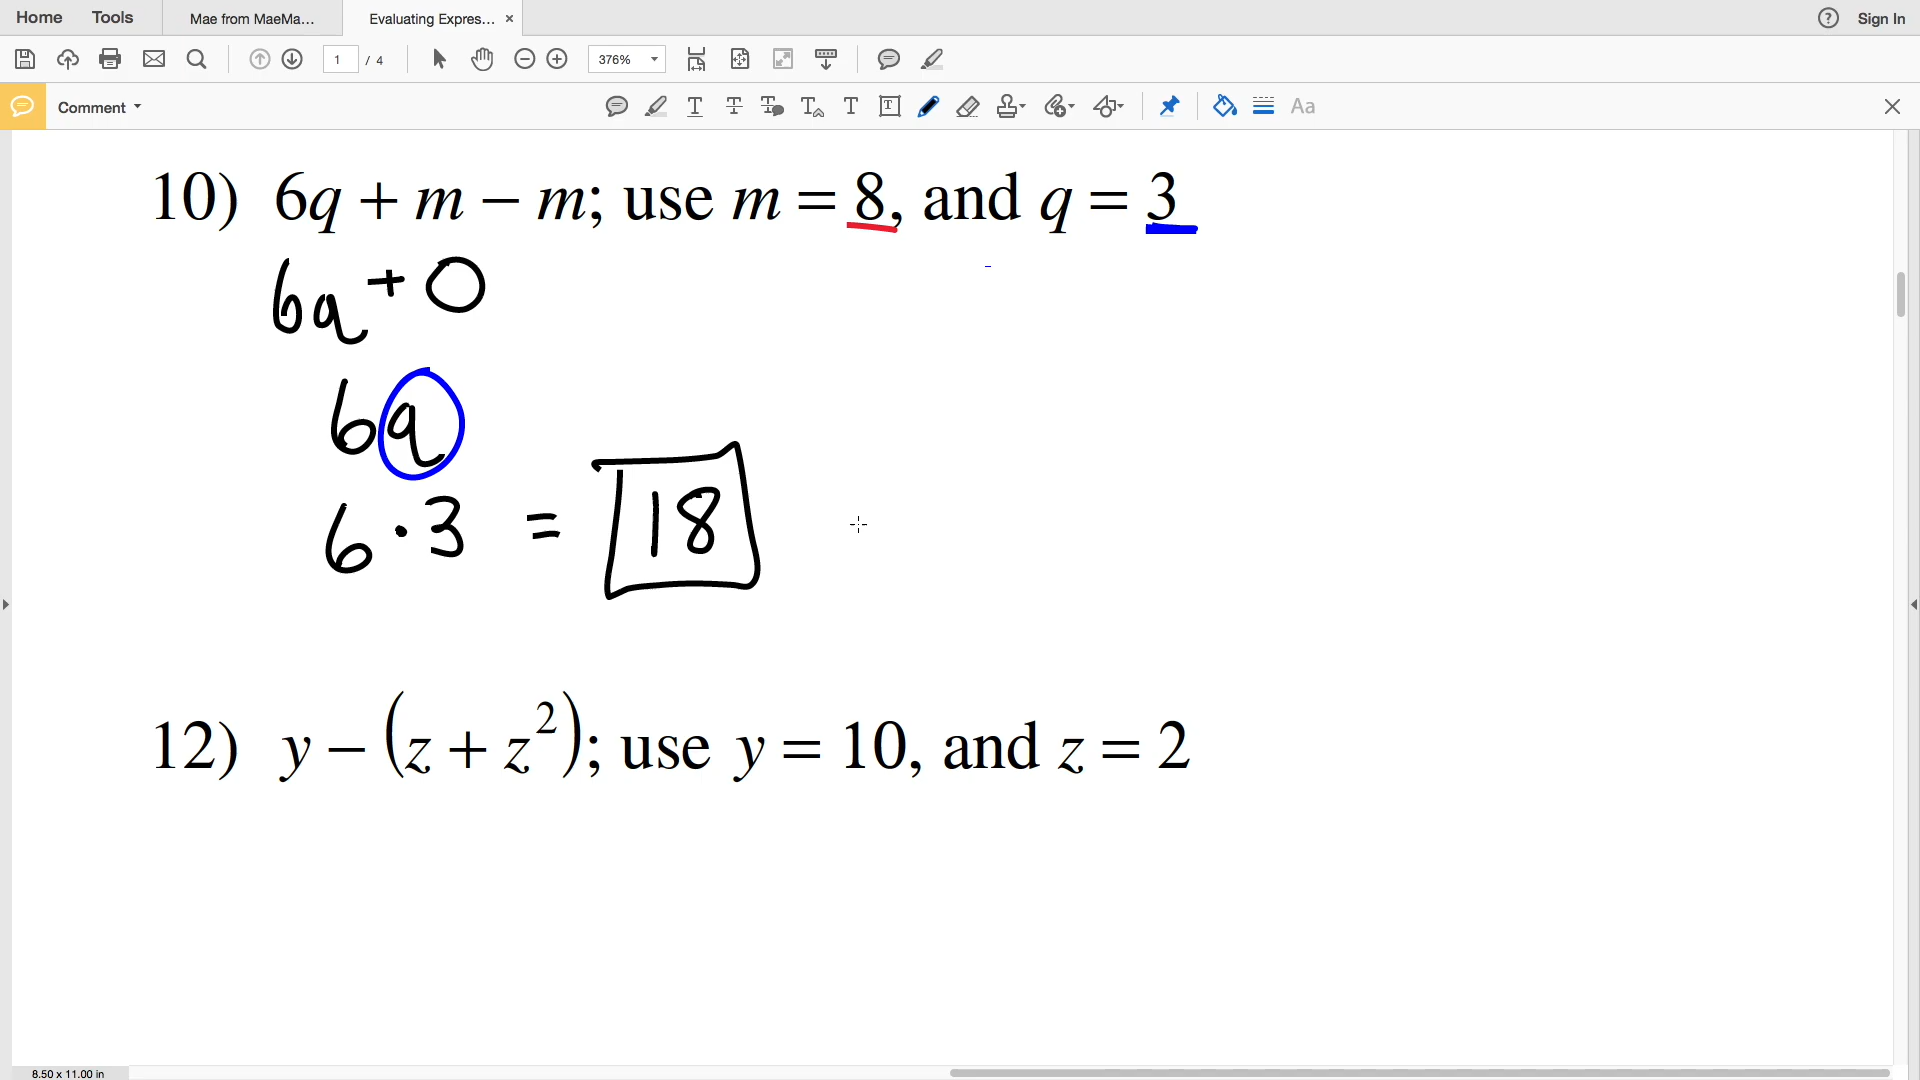 Home Tools Mae from MaeMa... Evaluating Expres... × Sign In
1 / 4 376%
Comment Aa
10) 6q + m − m; use m = 8, and q = 3
6q + 0
6q
6 · 3 = 18
12) y − (z + z²); use y = 10, and z = 2
8.50 x 11.00 in